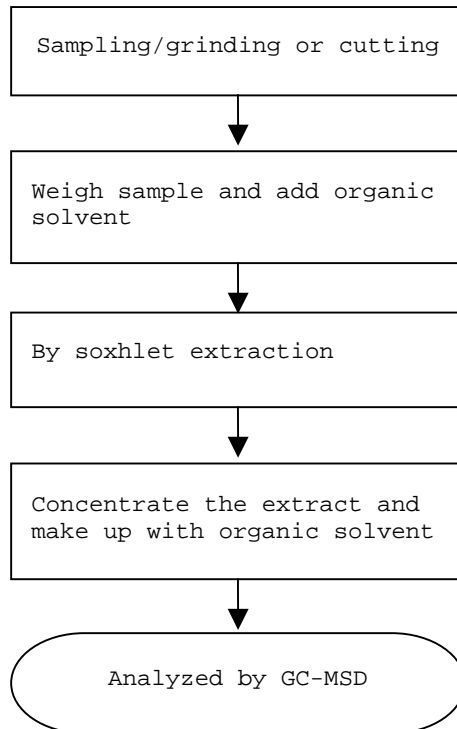 Sampling/grinding or cutting
Weigh sample and add organic
solvent
By soxhlet extraction
Concentrate the extract and
make up with organic solvent
Analyzed by GC-MSD